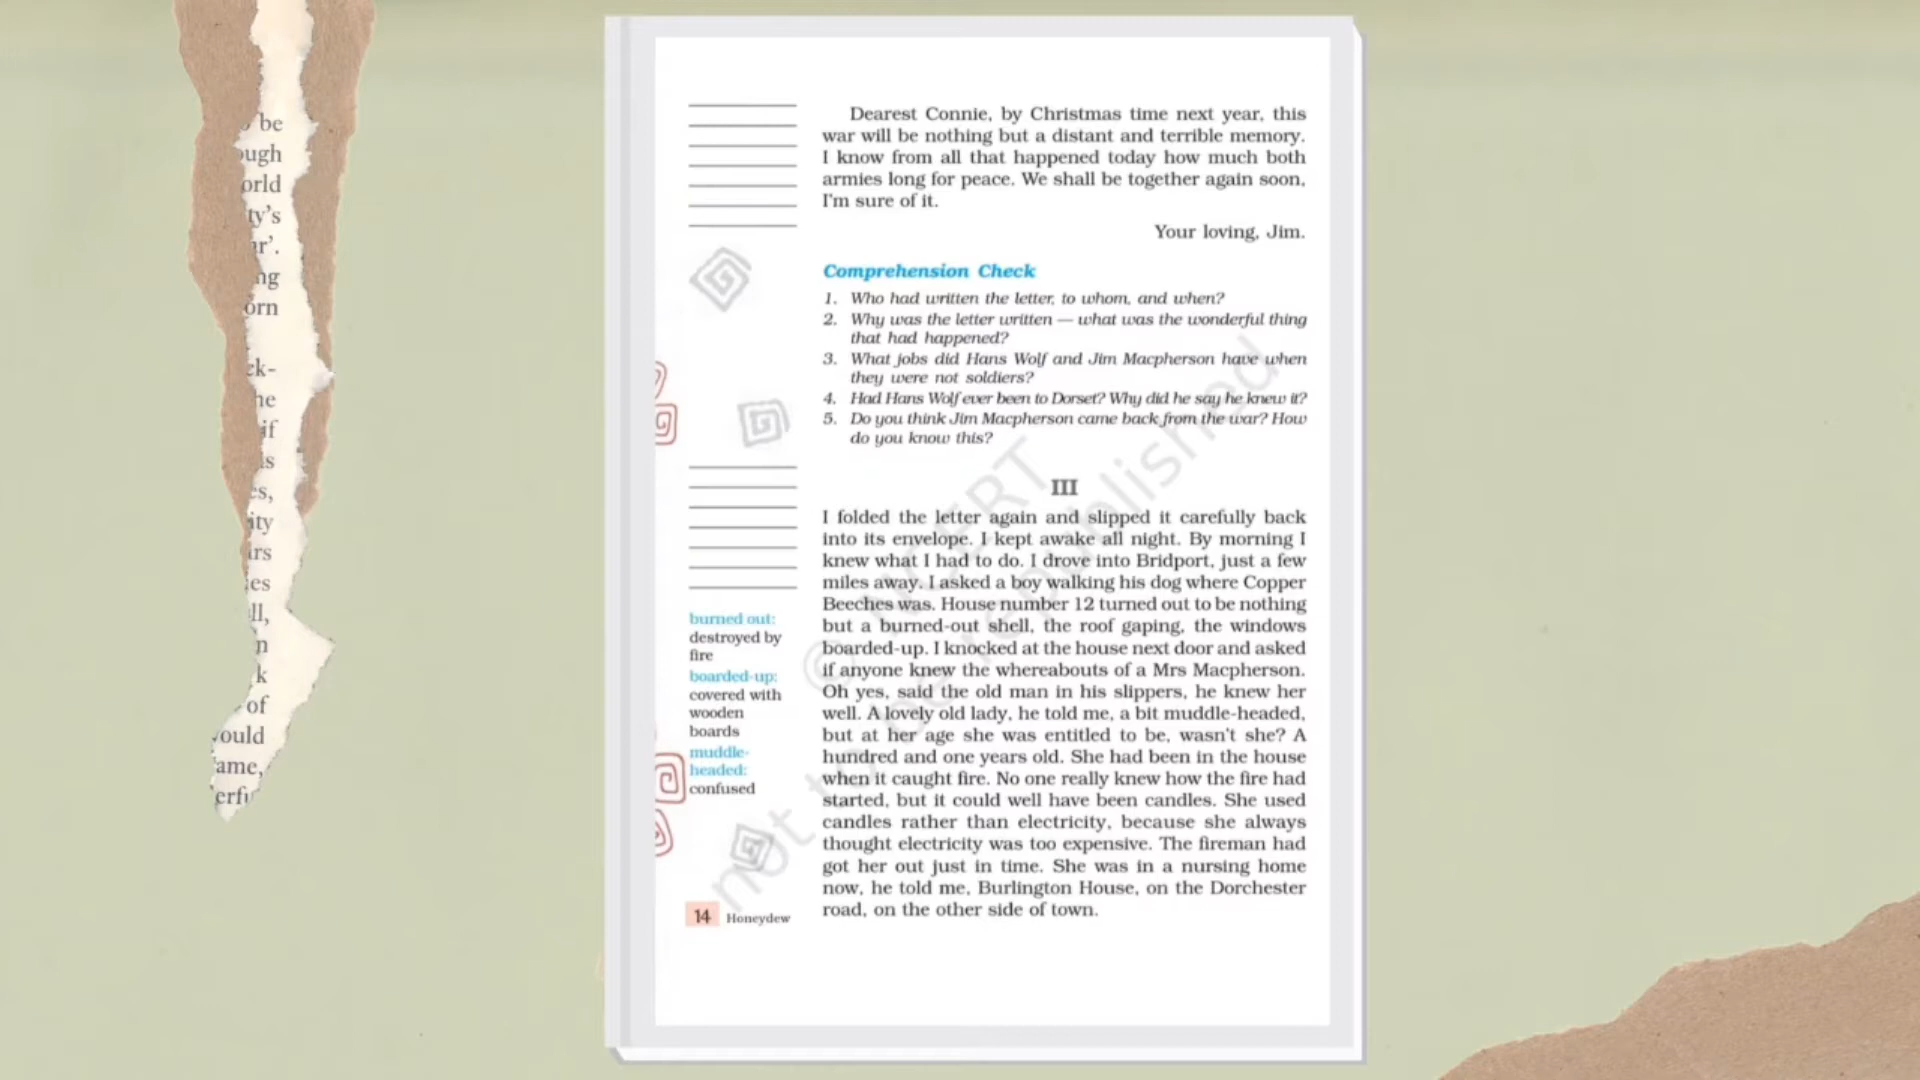 be
ough
orld
ty's
ar'.
ng
orn
ck-
he
if
ls
es,
ity
urs
ies
ll,
n
k
of
ould
ame,
erfu
Dearest Connie, by Christmas time next year, this
war will be nothing but a distant and terrible memory.
I know from all that happened today how much both
armies long for peace. We shall be together again soon,
I'm sure of it.
Your loving, Jim.
Comprehension Check
1. Who had written the letter, to whom, and when?
2. Why was the letter written — what was the wonderful thing
that had happened?
3. What jobs did Hans Wolf and Jim Macpherson have when
they were not soldiers?
4. Had Hans Wolf ever been to Dorset? Why did he say he knew it?
5. Do you think Jim Macpherson came back from the war? How
do you know this?
III
I folded the letter again and slipped it carefully back
into its envelope. I kept awake all night. By morning I
knew what I had to do. I drove into Bridport, just a few
miles away. I asked a boy walking his dog where Copper
Beeches was. House number 12 turned out to be nothing
but a burned-out shell, the roof gaping, the windows
boarded-up. I knocked at the house next door and asked
if anyone knew the whereabouts of a Mrs Macpherson.
Oh yes, said the old man in his slippers, he knew her
well. A lovely old lady, he told me, a bit muddle-headed,
but at her age she was entitled to be, wasn't she? A
hundred and one years old. She had been in the house
when it caught fire. No one really knew how the fire had
started, but it could well have been candles. She used
candles rather than electricity, because she always
thought electricity was too expensive. The fireman had
got her out just in time. She was in a nursing home
now, he told me, Burlington House, on the Dorchester
road, on the other side of town.
burned out:
destroyed by
fire
boarded-up:
covered with
wooden
boards
muddle-
headed:
confused
14 Honeydew
© NCERT
not to be republished